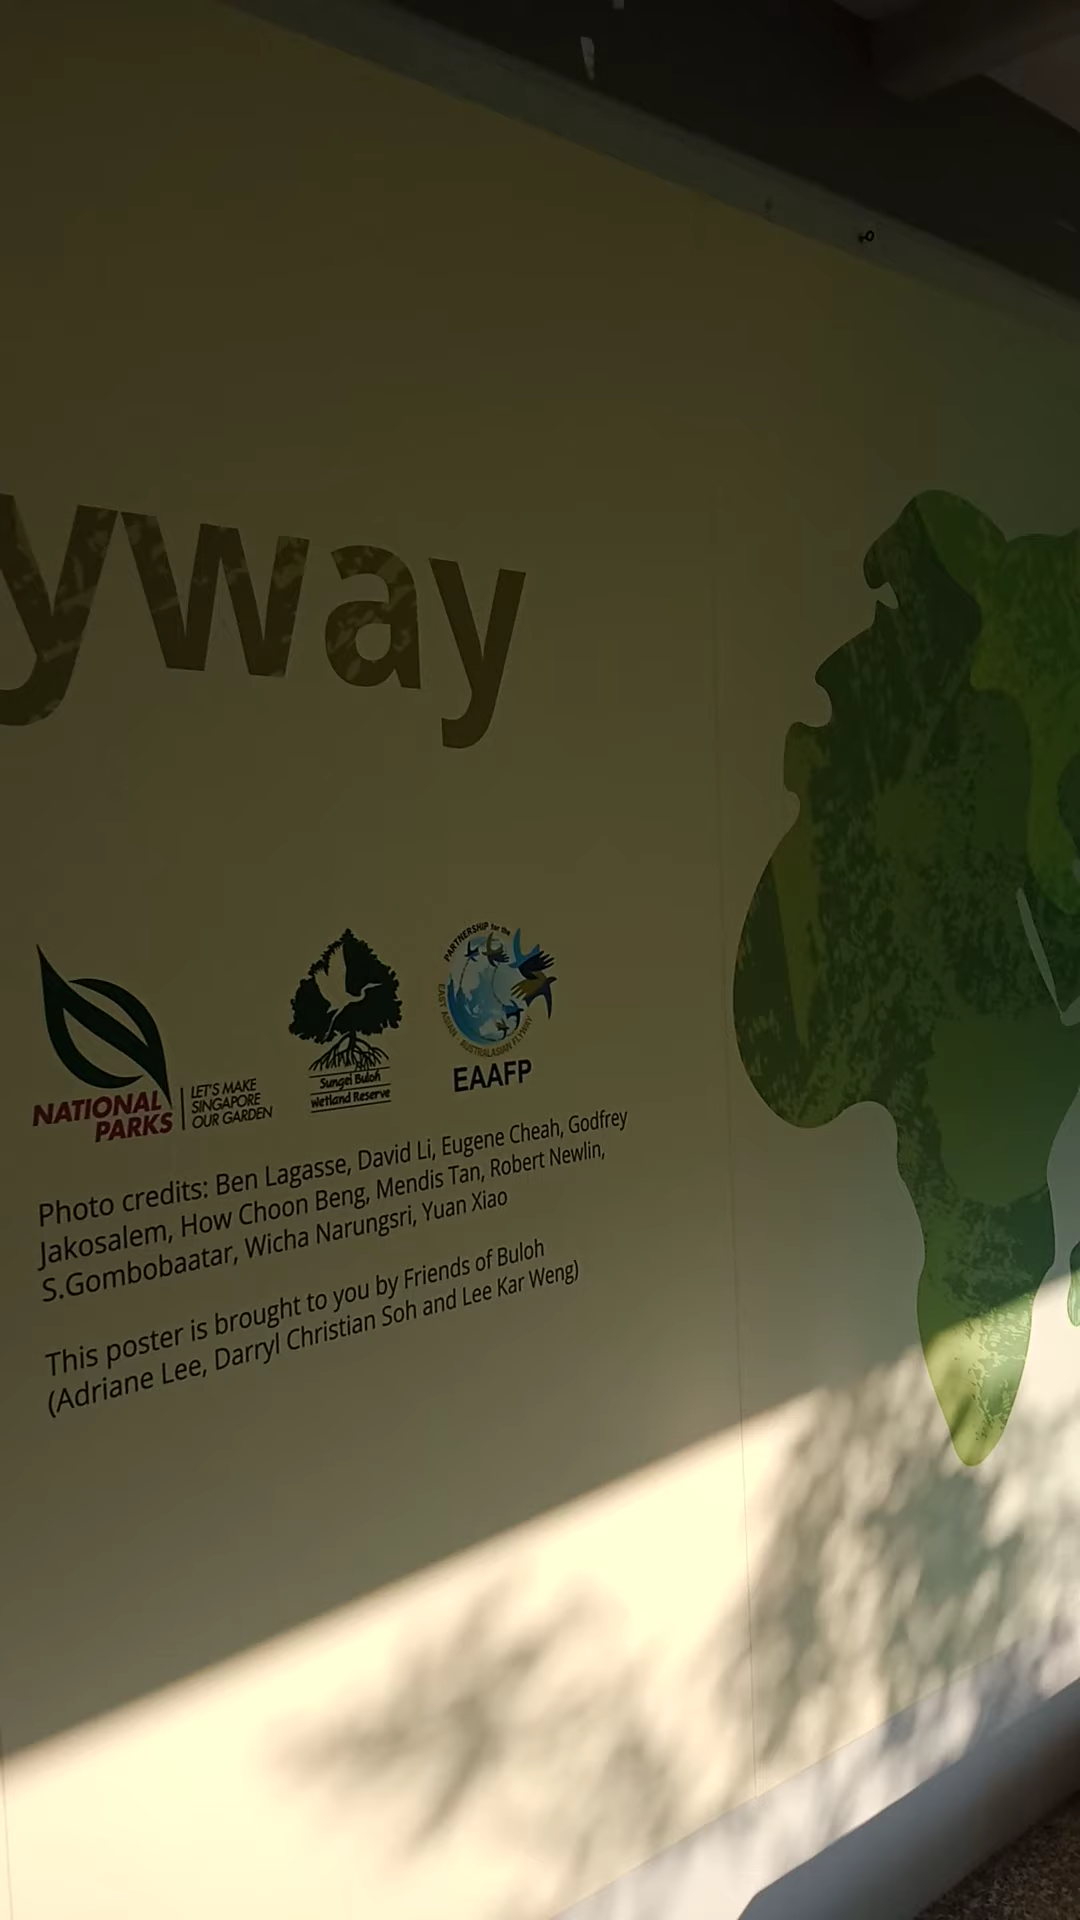 yway
NATIONAL
PARKS
LET'S MAKE
SINGAPORE
OUR GARDEN
Sungei Buloh
Wetland Reserve
PARTNERSHIP for the
EAST ASIAN - AUSTRALASIAN FLYWAY
EAAFP
Photo credits: Ben Lagasse, David Li, Eugene Cheah, Godfrey
Jakosalem, How Choon Beng, Mendis Tan, Robert Newlin,
S.Gombobaatar, Wicha Narungsri, Yuan Xiao
This poster is brought to you by Friends of Buloh
(Adriane Lee, Darryl Christian Soh and Lee Kar Weng)